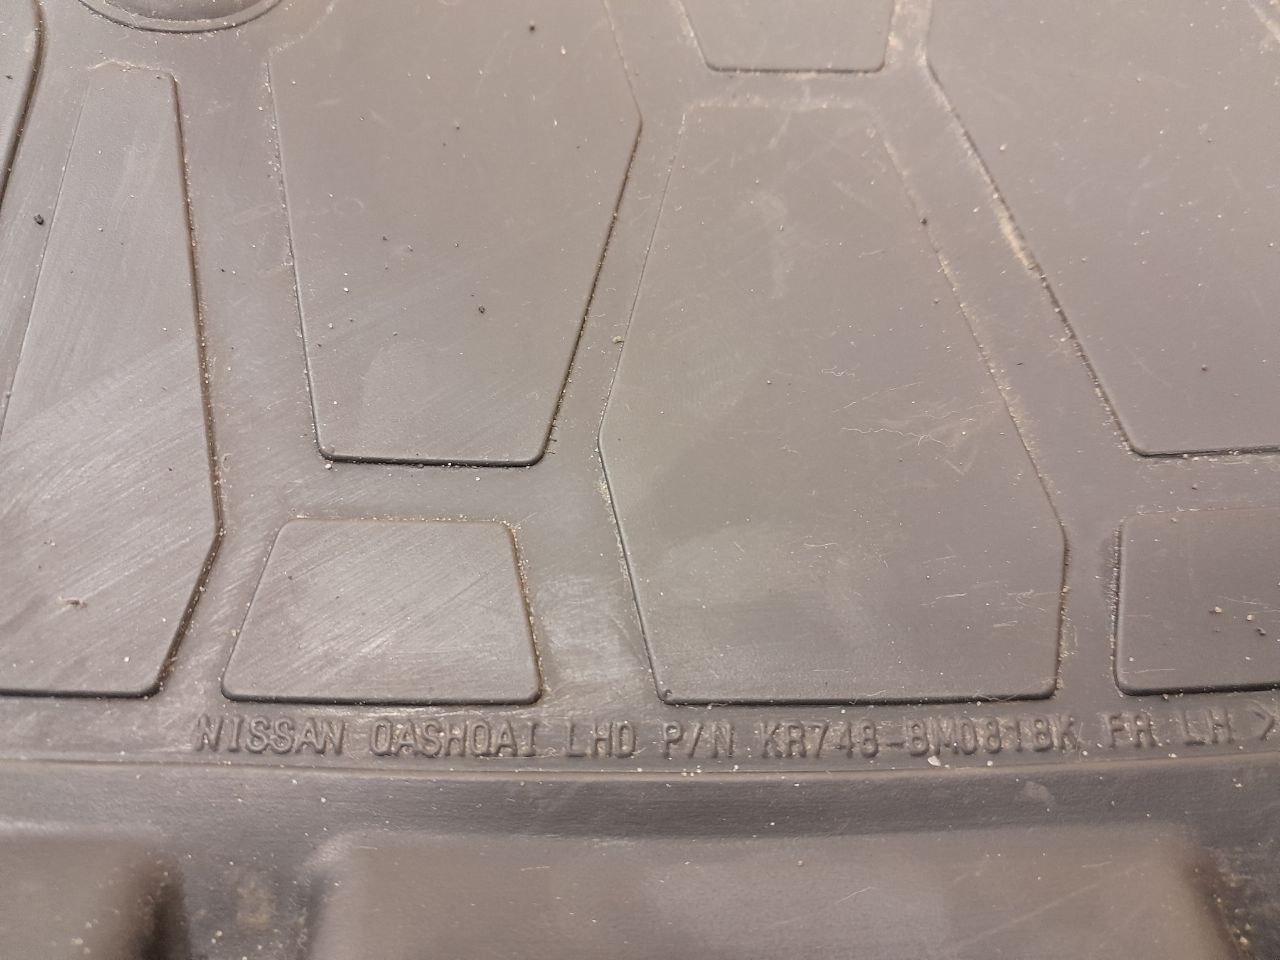 NISSAN QASHQAI LHD P/N KR748-BM081BK FR LH >